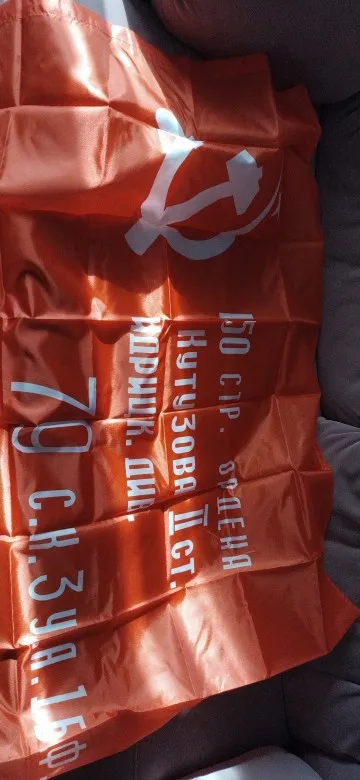 150 стр. ордена
Кутузова II ст.
идрицк. див.
79 С.К. 3 У.А. 1 Б.Ф